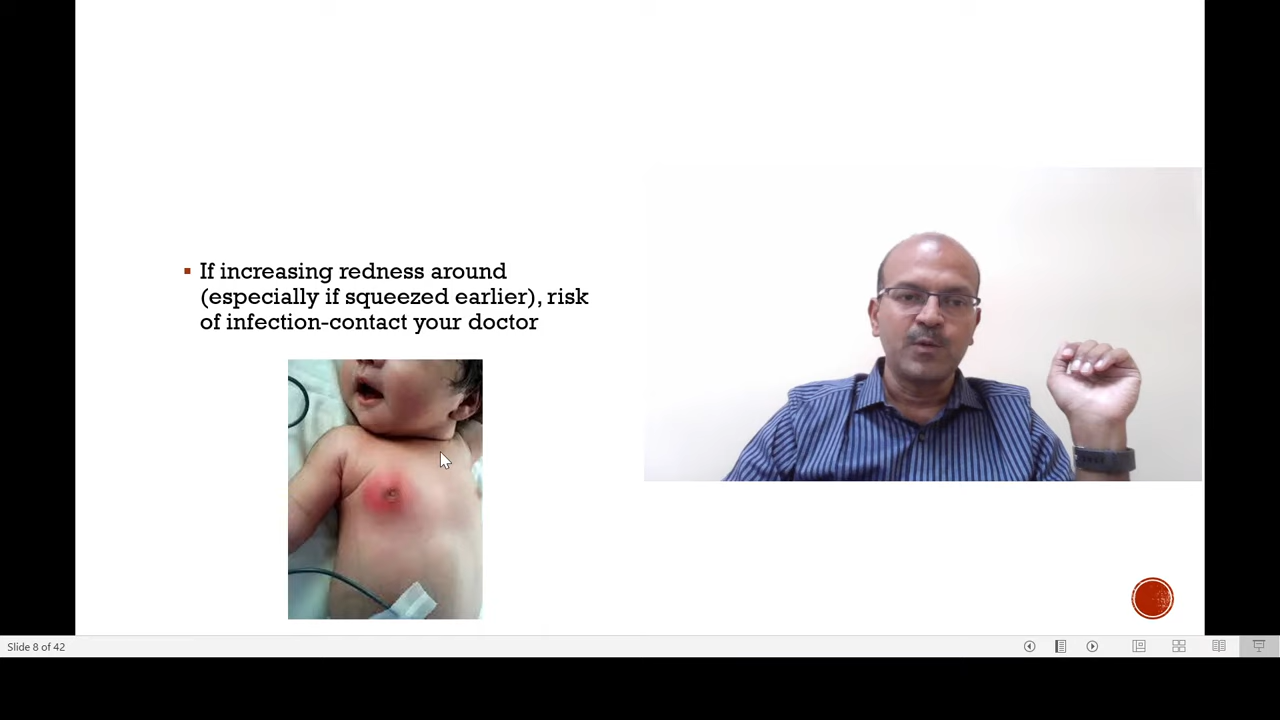 If increasing redness around
(especially if squeezed earlier), risk
of infection-contact your doctor
Slide 8 of 42